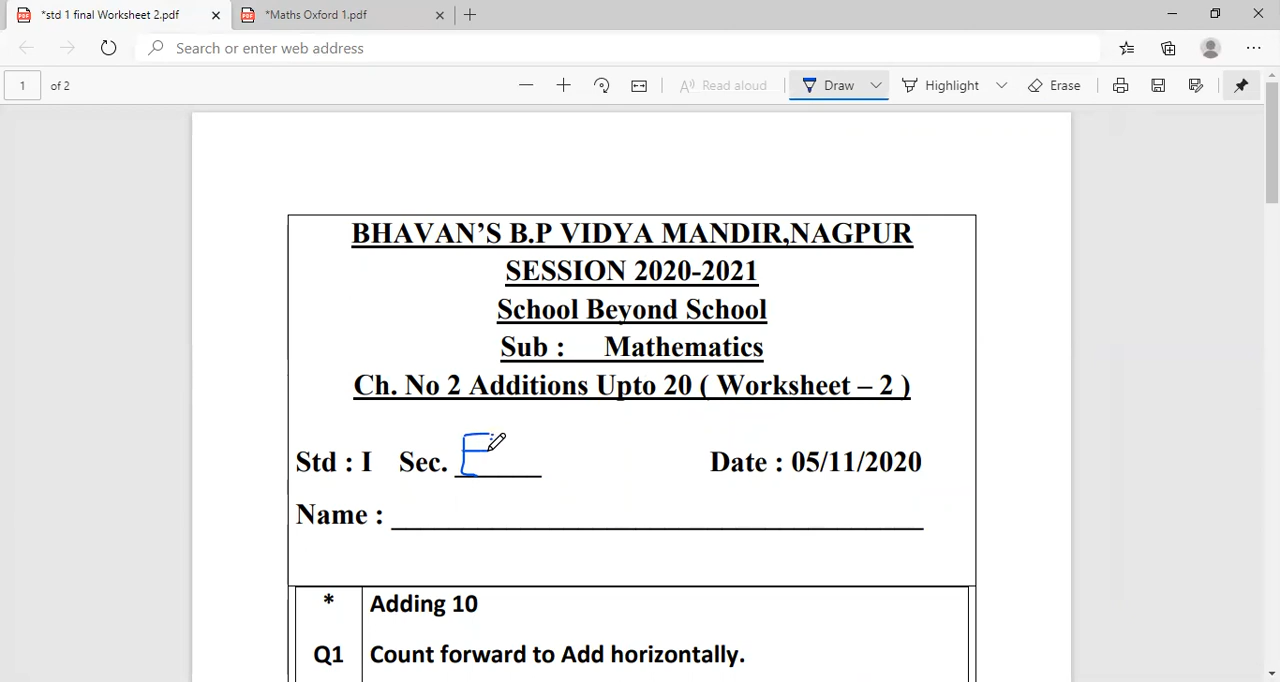 *std 1 final Worksheet 2.pdf
*Maths Oxford 1.pdf
Search or enter web address
1 of 2
Read aloud
Draw
Highlight
Erase
BHAVAN’S B.P VIDYA MANDIR,NAGPUR
SESSION 2020-2021
School Beyond School
Sub : Mathematics
Ch. No 2 Additions Upto 20 ( Worksheet – 2 )
Std : I Sec. E Date : 05/11/2020
Name :
* Adding 10
Q1 Count forward to Add horizontally.